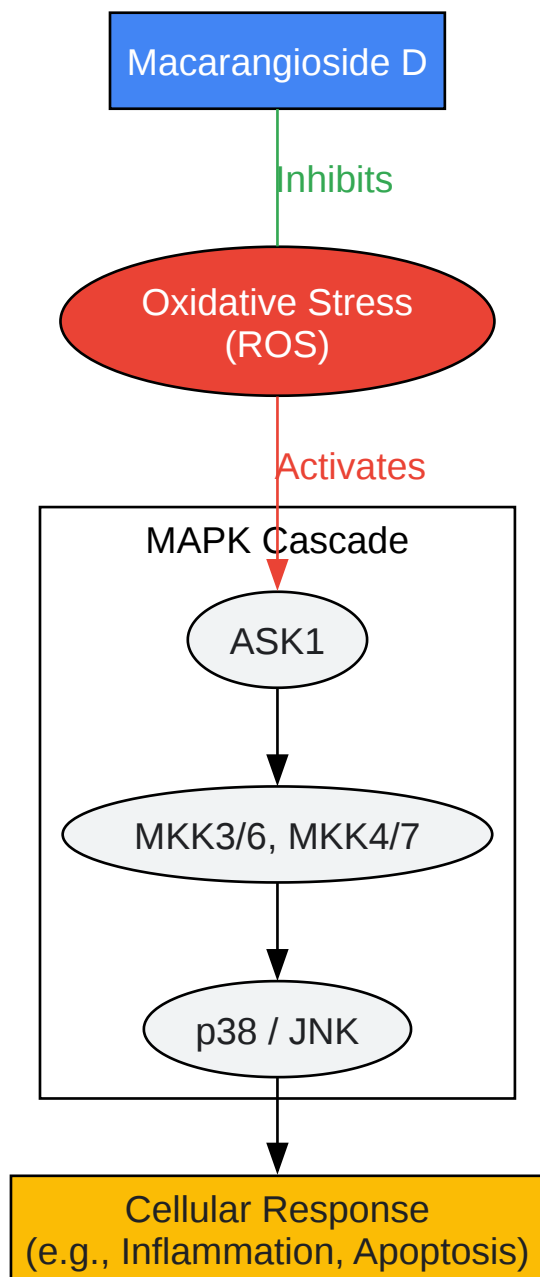 Macarangioside D
Inhibits
Oxidative Stress
(ROS)
Activates
MAPK Cascade
ASK1
MKK3/6, MKK4/7
p38 / JNK
Cellular Response
(e.g., Inflammation, Apoptosis)